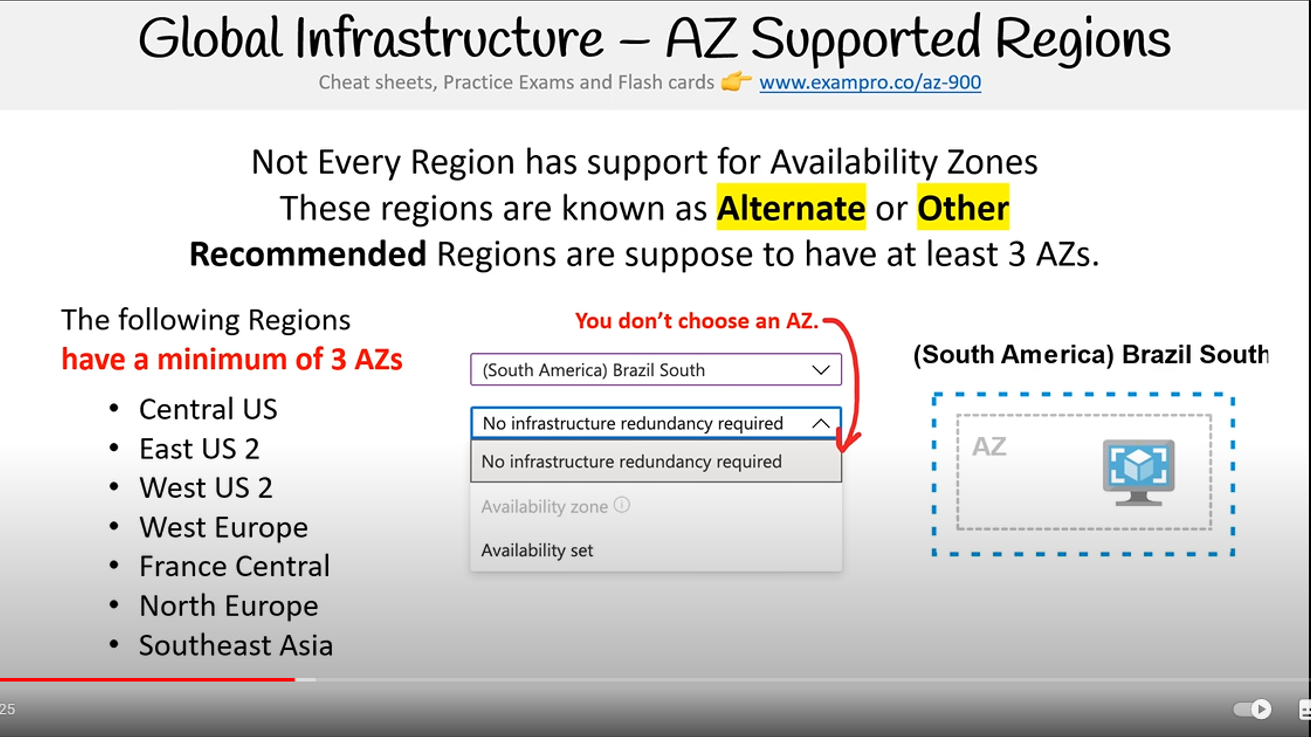 Global Infrastructure – AZ Supported Regions
Cheat sheets, Practice Exams and Flash cards 👉 www.exampro.co/az-900
Not Every Region has support for Availability Zones
These regions are known as Alternate or Other
Recommended Regions are suppose to have at least 3 AZs.
The following Regions
have a minimum of 3 AZs
• Central US
• East US 2
• West US 2
• West Europe
• France Central
• North Europe
• Southeast Asia
You don't choose an AZ.
(South America) Brazil South
No infrastructure redundancy required
No infrastructure redundancy required
Availability zone
Availability set
(South America) Brazil South
AZ
25